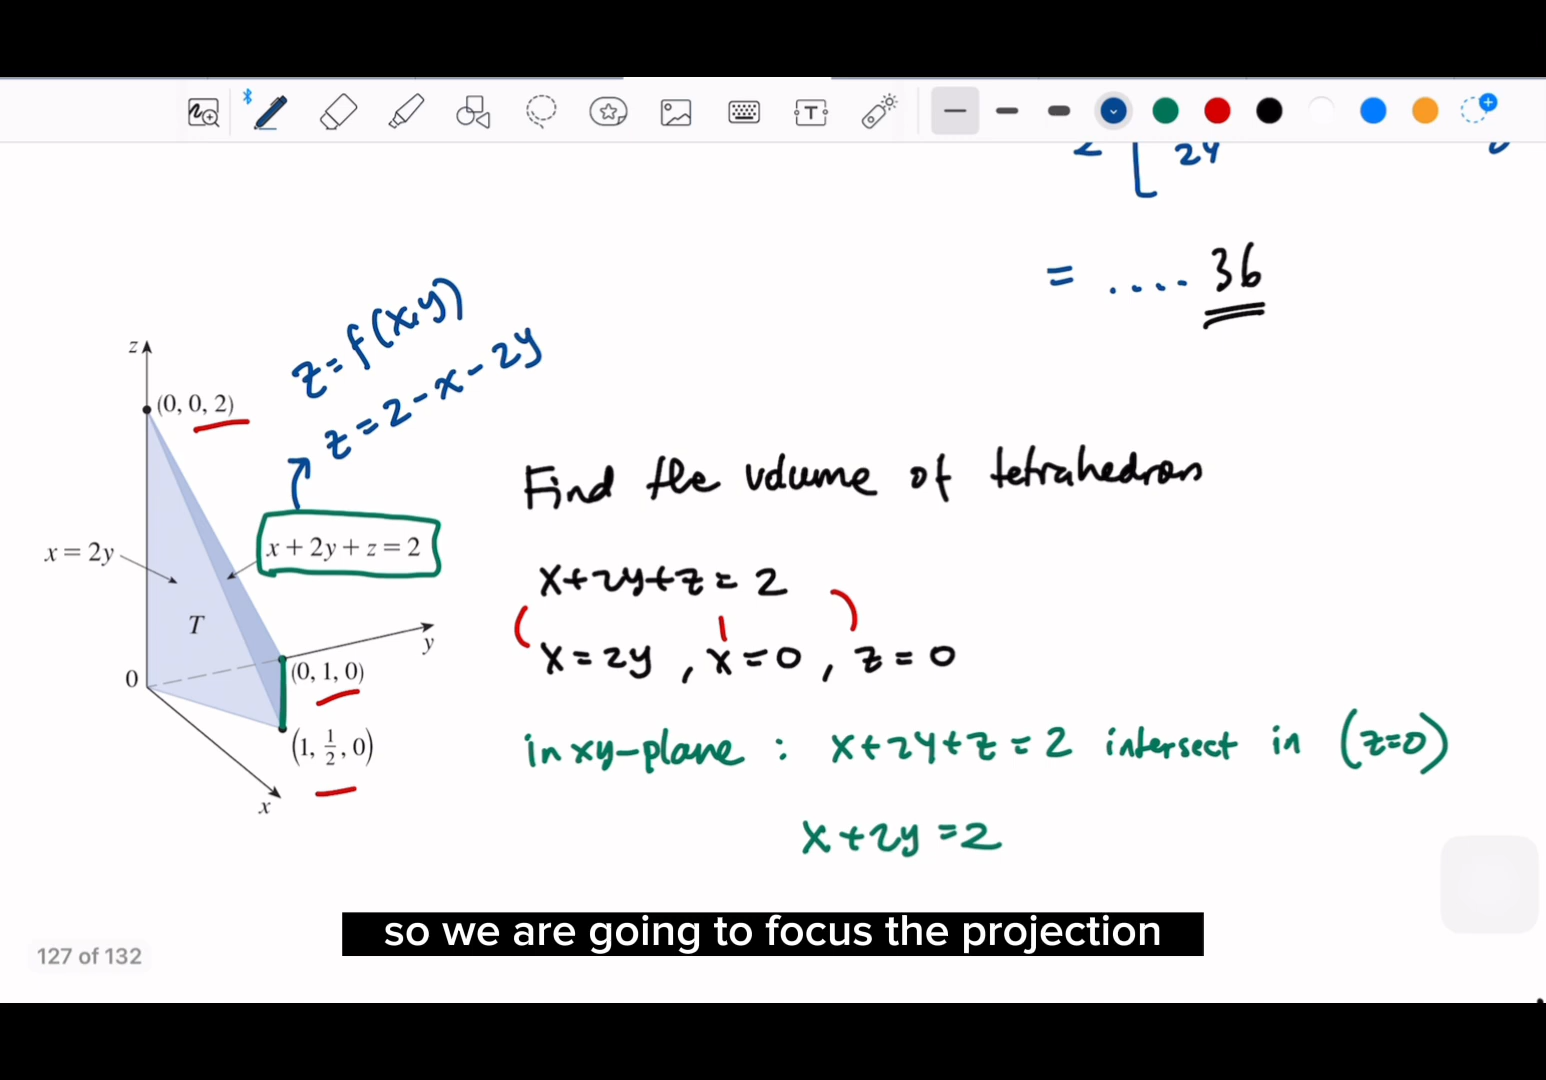 2 [ 24
= .... 36
z = f(x,y)
z = 2 - x - 2y
z
(0, 0, 2)
x = 2y
x + 2y + z = 2
T
y
0
(0, 1, 0)
(1, 1/2, 0)
x
Find the volume of tetrahedron
x+2y+z = 2
x = 2y , x = 0 , z = 0
in xy-plane : x+2y+z = 2 intersect in (z=0)
x + 2y = 2
so we are going to focus the projection
127 of 132